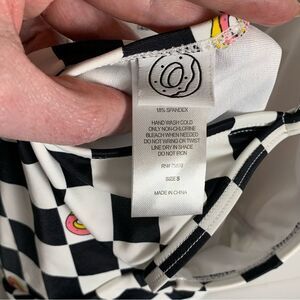 18% SPANDEX
HAND WASH COLD
ONLY NON-CHLORINE
BLEACH WHEN NEEDED
DO NOT WRING OR TWIST
LINE DRY IN SHADE
DO NOT IRON
SIZE S
MADE IN CHINA